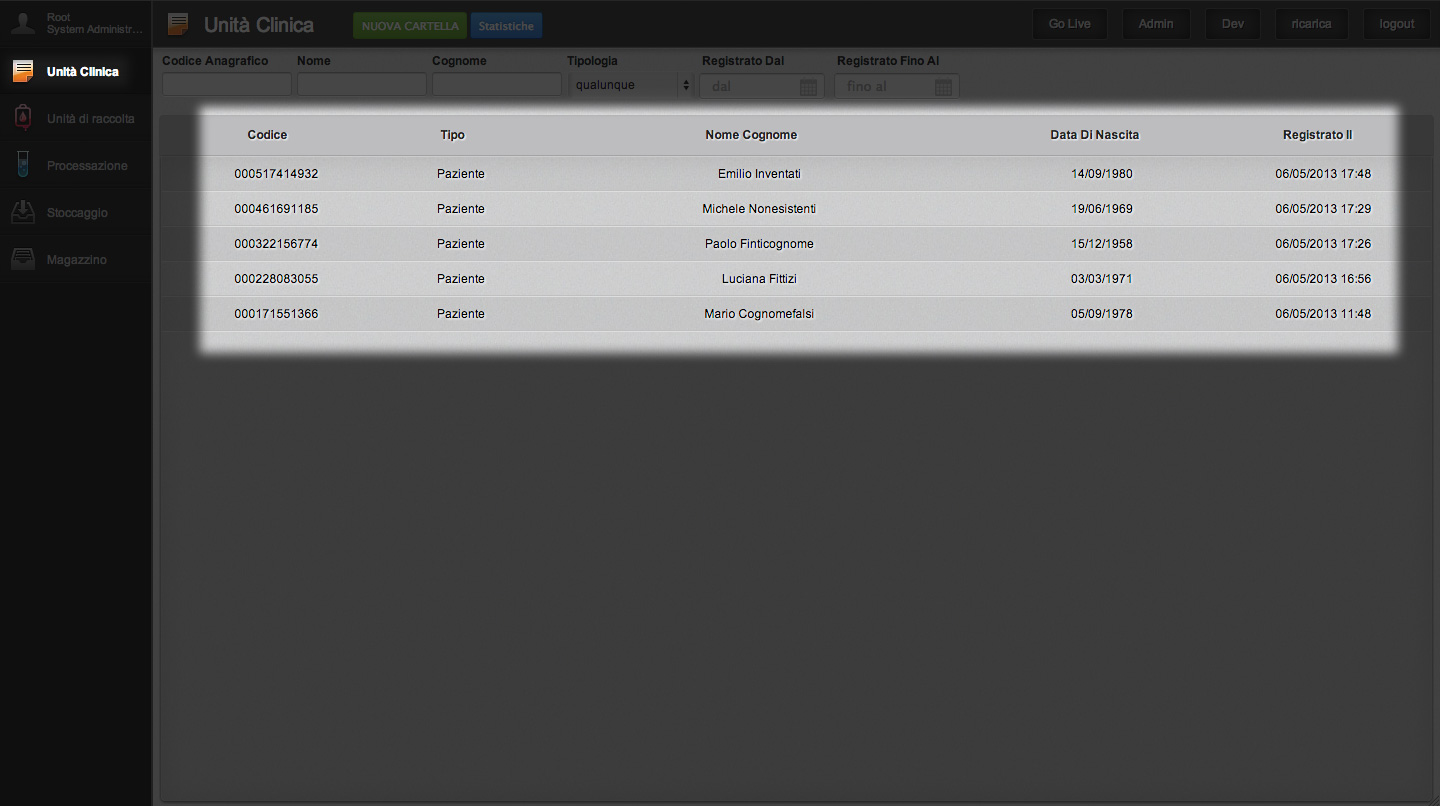 Root
System Administr...
Unità Clinica
Unità di raccolta
Processazione
Stoccaggio
Magazzino
Unità Clinica NUOVA CARTELLA Statistiche Go Live Admin Dev ricarica logout
Codice Anagrafico Nome Cognome Tipologia Registrato Dal Registrato Fino Al
qualunque dal fino al
Codice Tipo Nome Cognome Data Di Nascita Registrato Il
000517414932 Paziente Emilio Inventati 14/09/1980 06/05/2013 17:48
000461691185 Paziente Michele Nonesistenti 19/06/1969 06/05/2013 17:29
000322156774 Paziente Paolo Finticognome 15/12/1958 06/05/2013 17:26
000228083055 Paziente Luciana Fittizi 03/03/1971 06/05/2013 16:56
000171551366 Paziente Mario Cognomefalsi 05/09/1978 06/05/2013 11:48